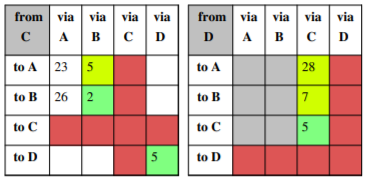 from via via via via
C A B C D
to A 23 5
to B 26 2
to C
to D 5
from via via via via
D A B C D
to A 28
to B 7
to C 5
to D